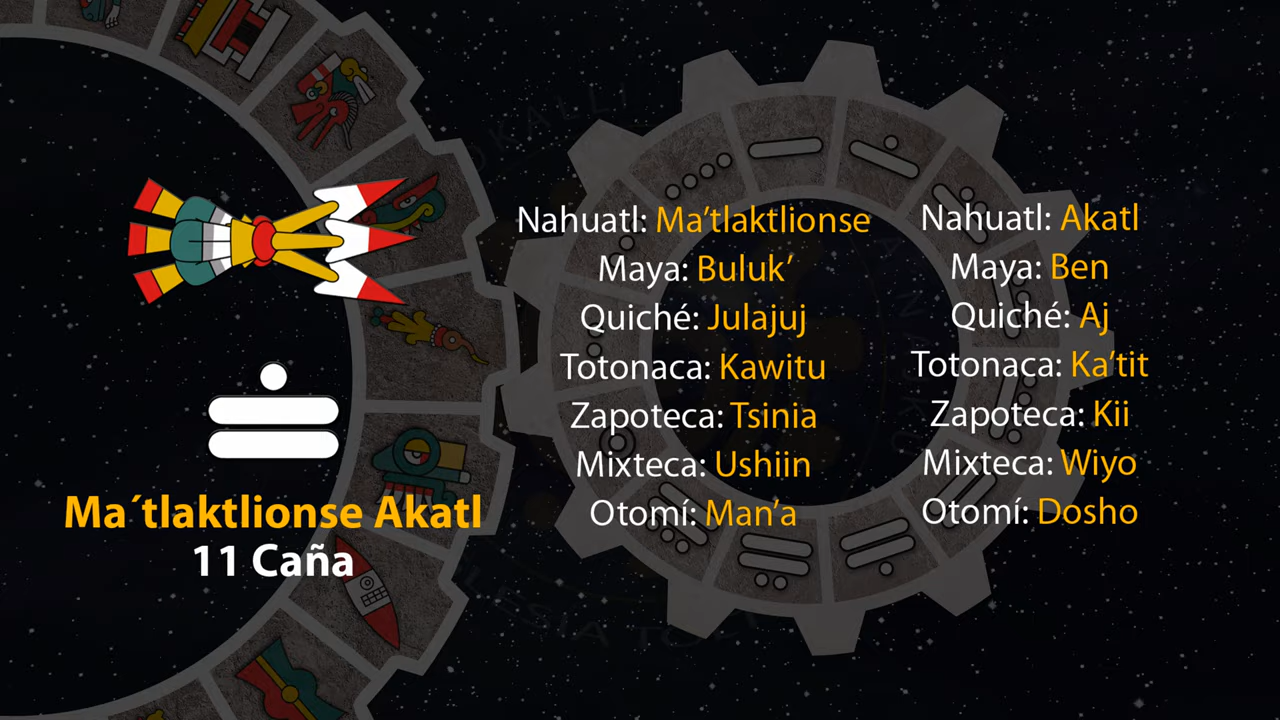 Ma´tlaktlionse Akatl
11 Caña
Nahuatl: Ma’tlaktlionse
Maya: Buluk’
Quiché: Julajuj
Totonaca: Kawitu
Zapoteca: Tsinia
Mixteca: Ushiin
Otomí: Man’a
Nahuatl: Akatl
Maya: Ben
Quiché: Aj
Totonaca: Ka’tit
Zapoteca: Kii
Mixteca: Wiyo
Otomí: Dosho